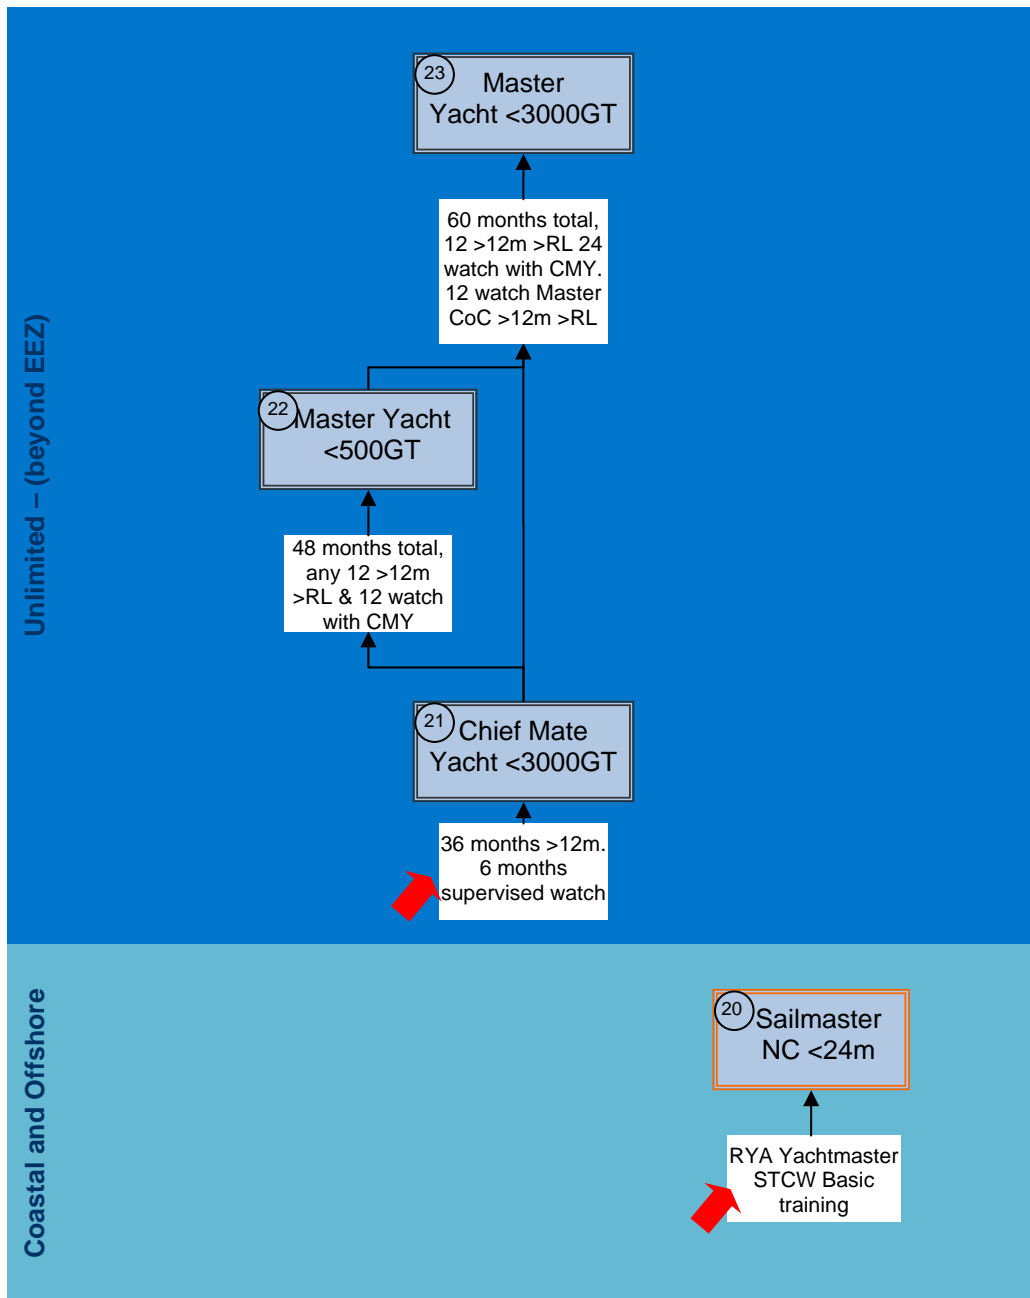 23
Master
Yacht <3000GT
60 months total,
12 >12m >RL 24
watch with CMY.
12 watch Master
CoC >12m >RL
Unlimited – (beyond EEZ)
22
Master Yacht
<500GT
48 months total,
any 12 >12m
>RL & 12 watch
with CMY
21
Chief Mate
Yacht <3000GT
36 months >12m.
6 months
supervised watch
Coastal and Offshore
20
Sailmaster
NC <24m
RYA Yachtmaster
STCW Basic
training